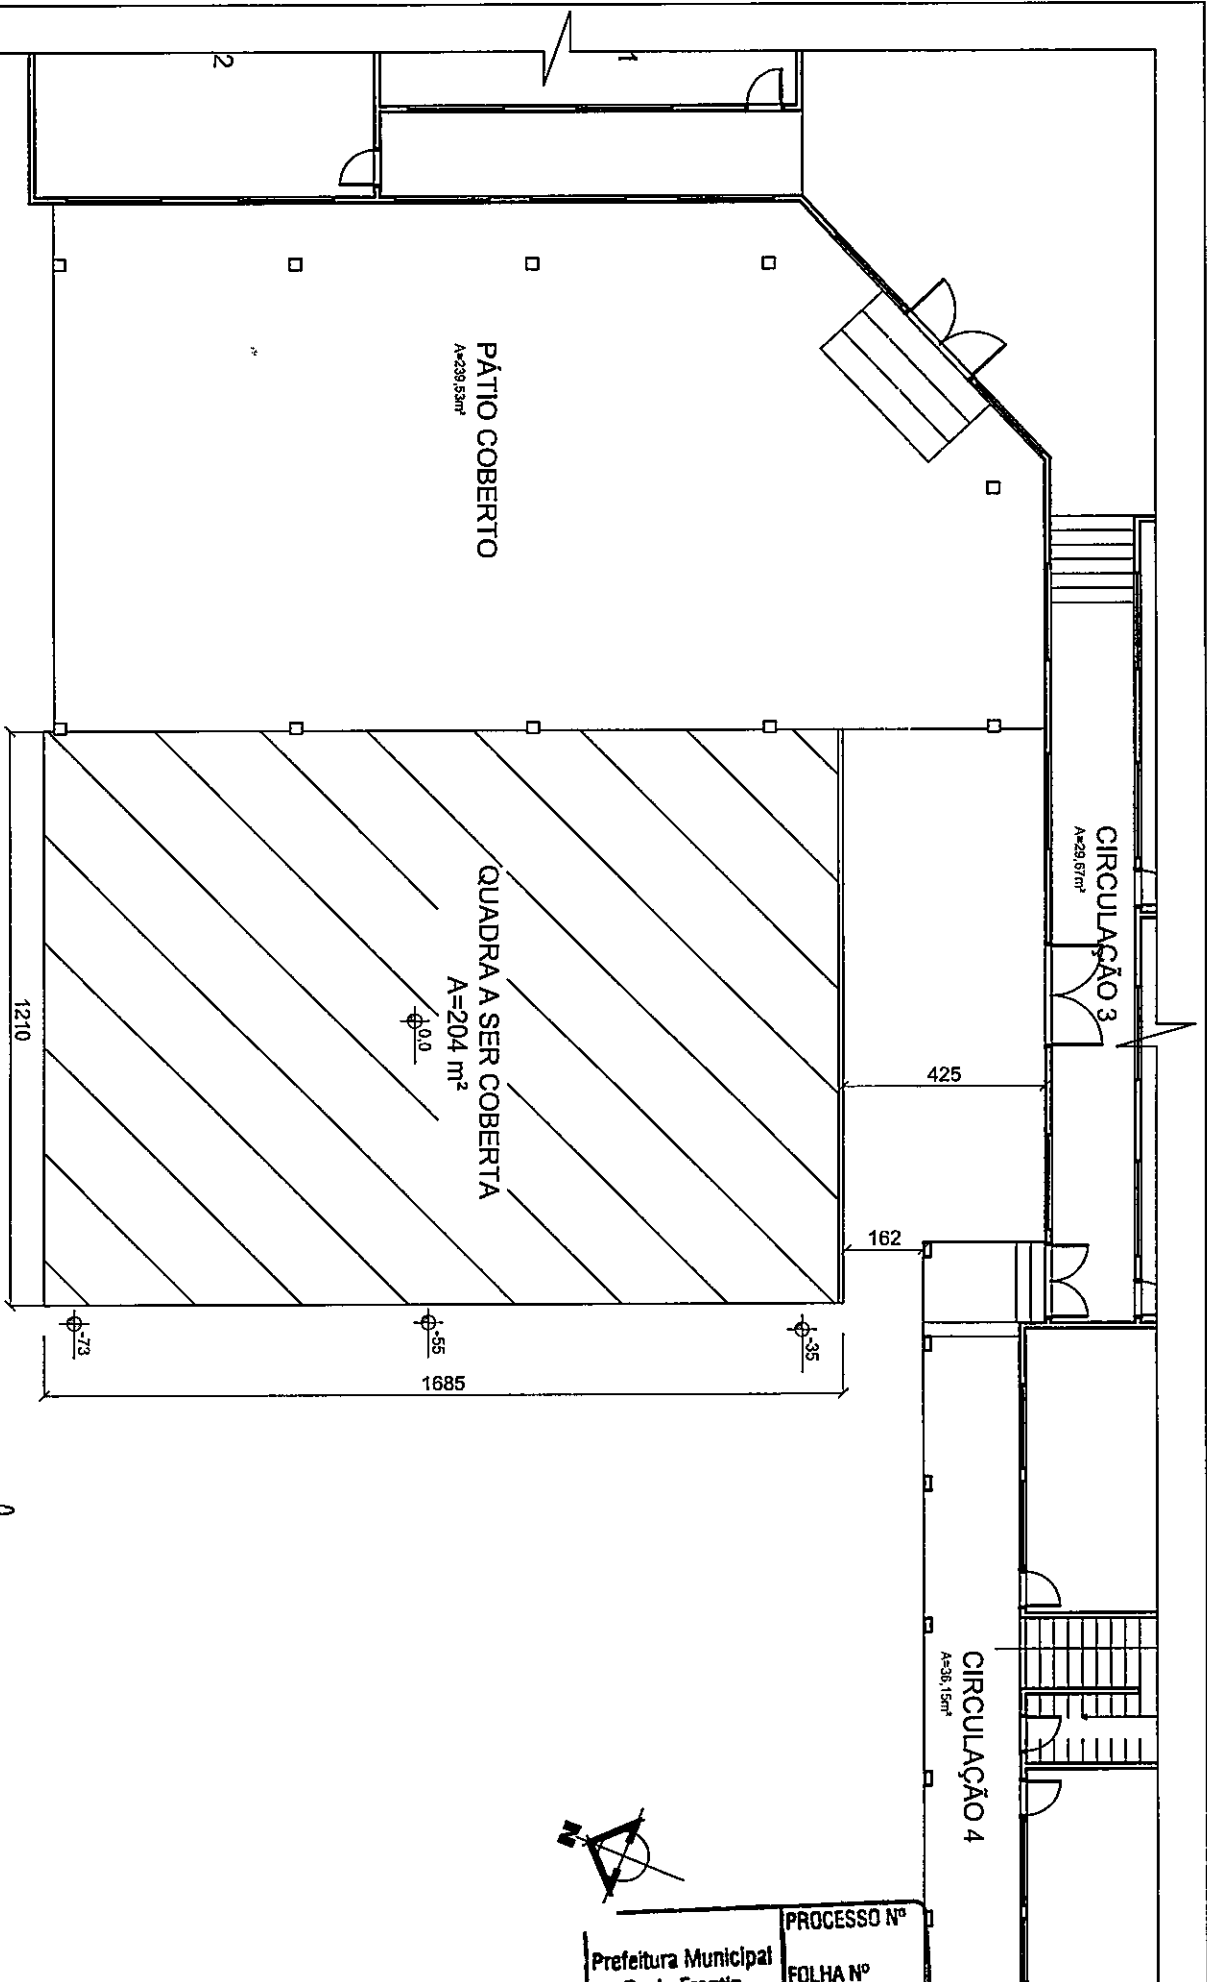 2
1
PÁTIO COBERTO
A=239,53m²
CIRCULAÇÃO 3
A=29,67m²
QUADRA A SER COBERTA
A=204 m²
0,0
1210
425
162
-73
-55
-35
1685
CIRCULAÇÃO 4
A=36,15m²
N
PROCESSO Nº
Prefeitura Municipal
FOLHA Nº